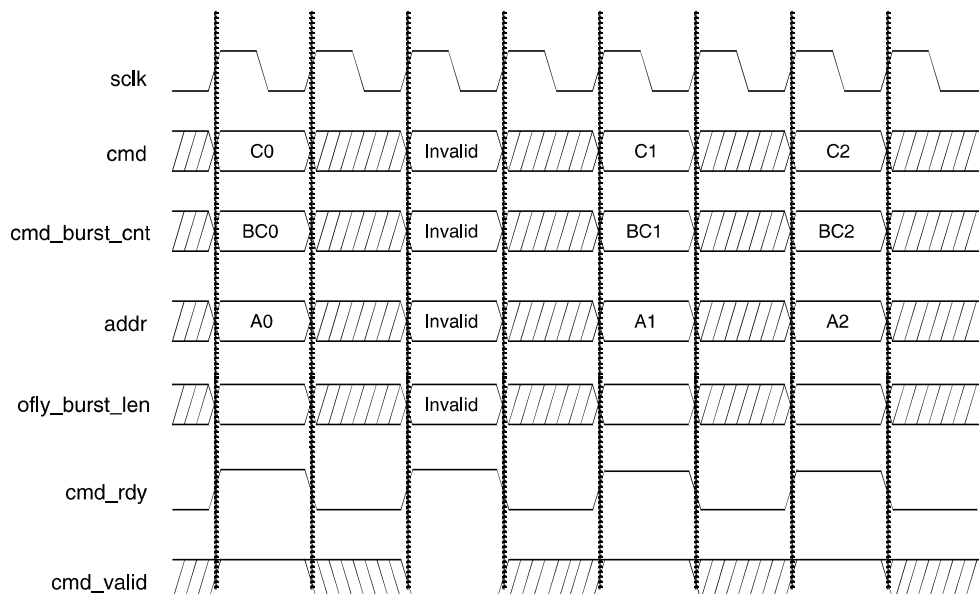 sclk
cmd C0 Invalid C1 C2
cmd_burst_cnt BC0 Invalid BC1 BC2
addr A0 Invalid A1 A2
ofly_burst_len Invalid
cmd_rdy
cmd_valid